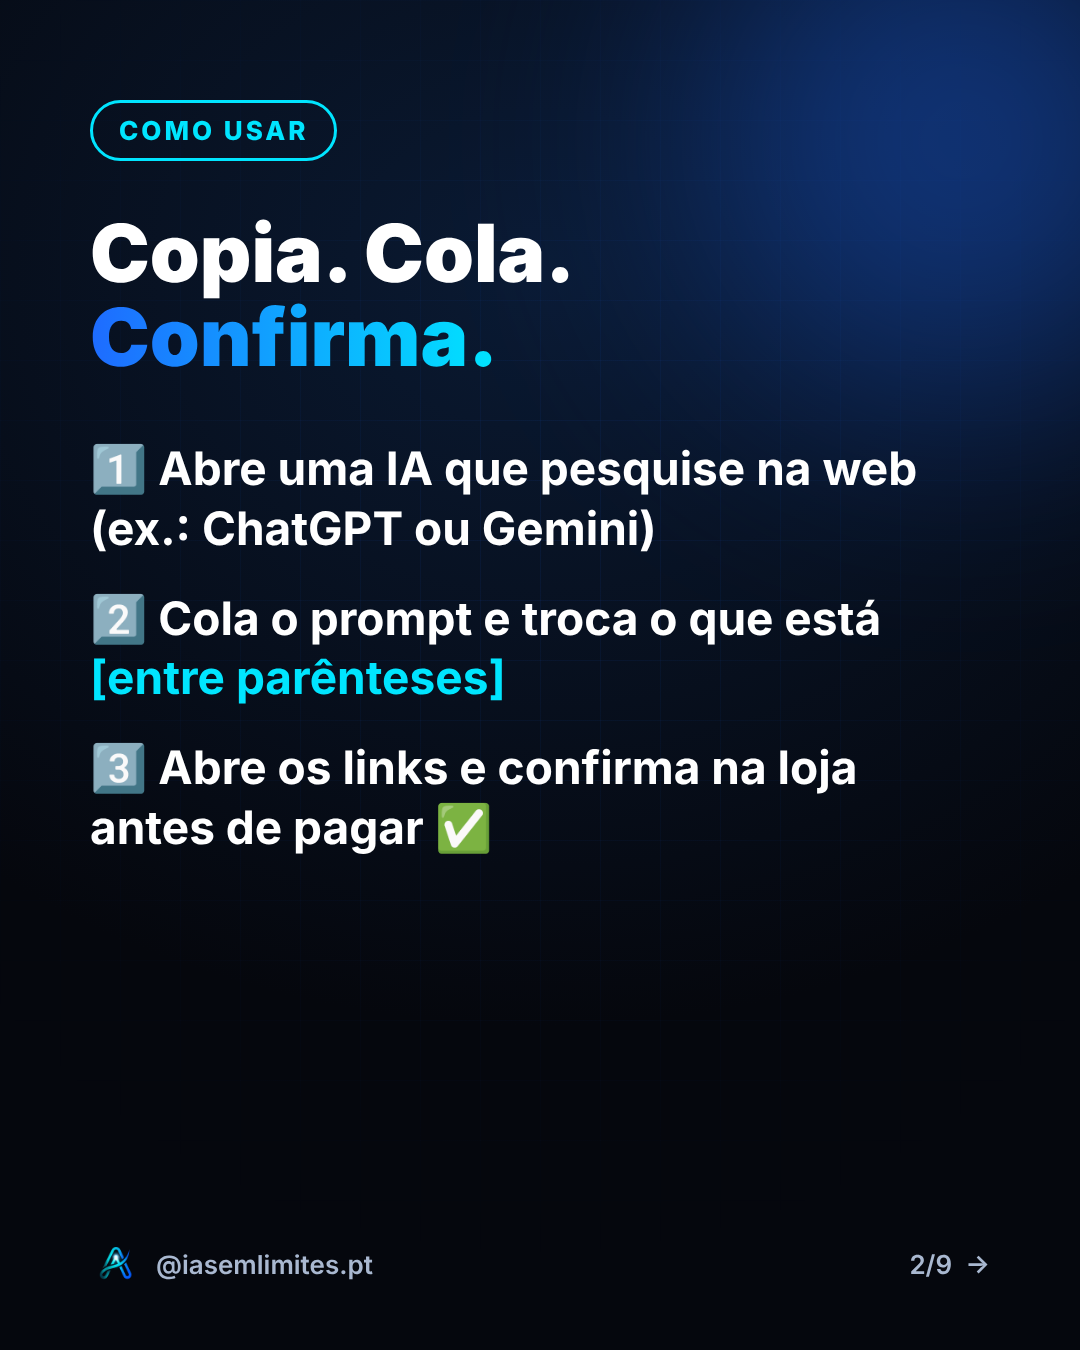 COMO USAR
Copia. Cola.
Confirma.
1️⃣ Abre uma IA que pesquise na web
(ex.: ChatGPT ou Gemini)
2️⃣ Cola o prompt e troca o que está
[entre parênteses]
3️⃣ Abre os links e confirma na loja
antes de pagar ✅
@iasemlimites.pt
2/9 →